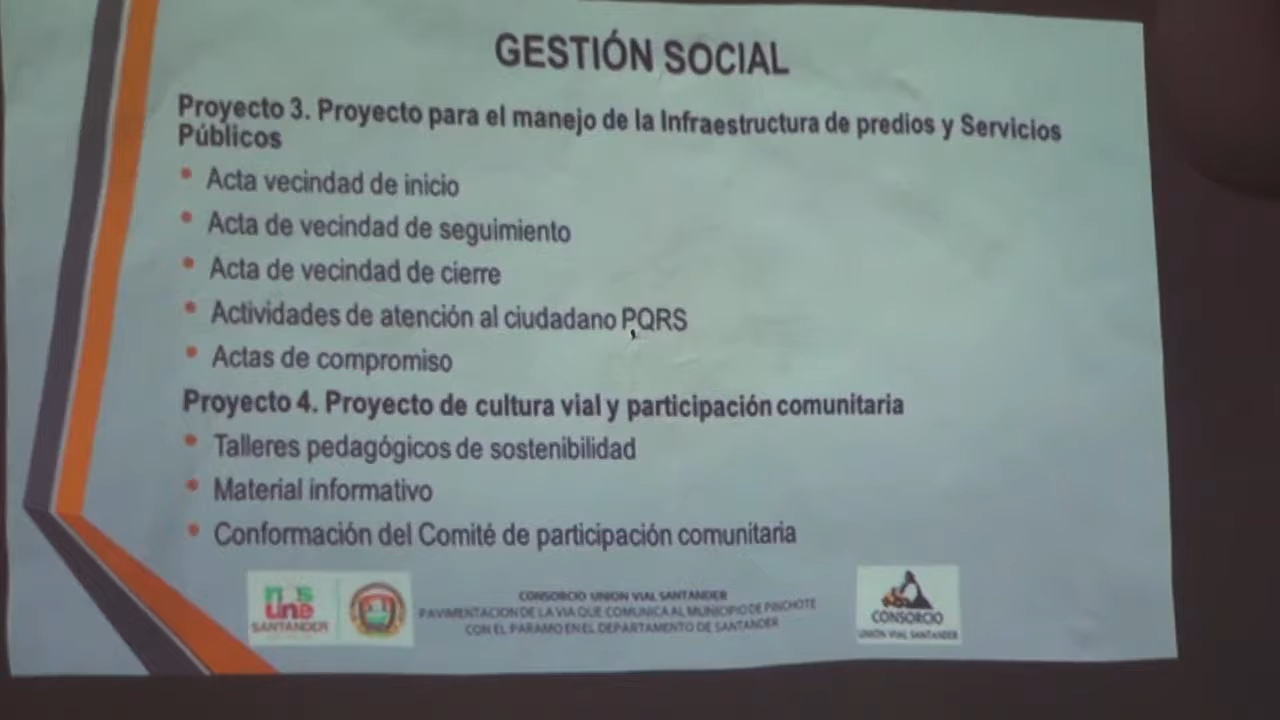 GESTIÓN SOCIAL
Proyecto 3. Proyecto para el manejo de la Infraestructura de predios y Servicios
Públicos
• Acta vecindad de inicio
• Acta de vecindad de seguimiento
• Acta de vecindad de cierre
• Actividades de atención al ciudadano PQRS
• Actas de compromiso
Proyecto 4. Proyecto de cultura vial y participación comunitaria
• Talleres pedagógicos de sostenibilidad
• Material informativo
• Conformación del Comité de participación comunitaria
nos
une
SANTANDER
CONSORCIO UNION VIAL SANTANDER
PAVIMENTACION DE LA VIA QUE COMUNICA AL MUNICIPIO DE PINCHOTE
CON EL PARAMO EN EL DEPARTAMENTO DE SANTANDER
CONSORCIO
UNIÓN VIAL SANTANDER